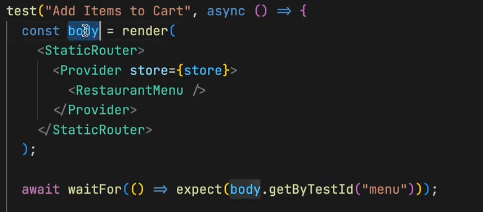 test("Add Items to Cart", async () => {
const body = render(
<StaticRouter>
<Provider store={store}>
<RestaurantMenu />
</Provider>
</StaticRouter>
);
await waitFor(() => expect(body.getByTestId("menu")));